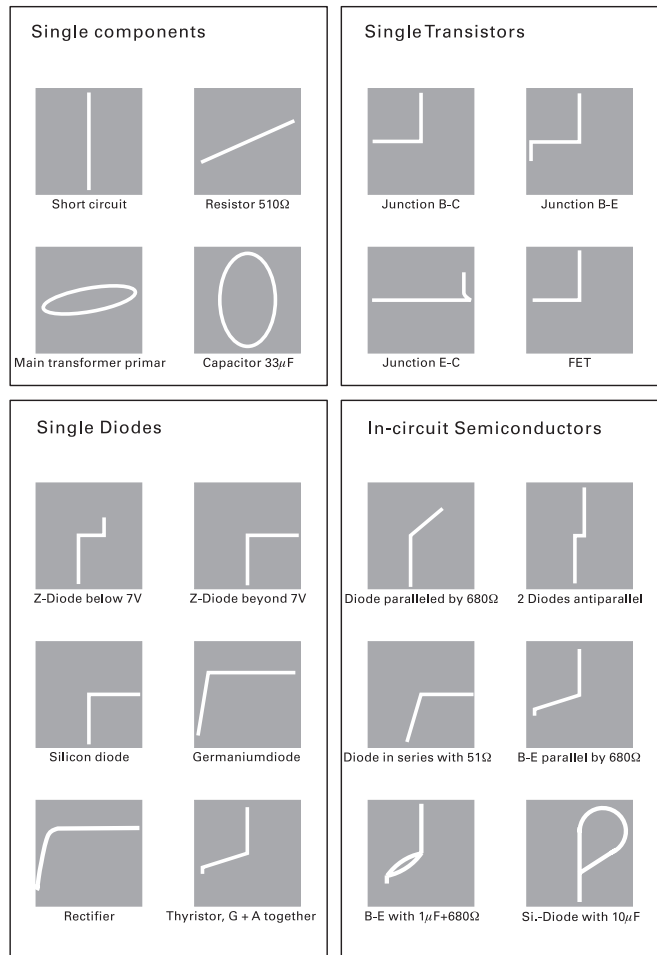 Single components
Short circuit
Resistor 510Ω
Main transformer primar
Capacitor 33µF
Single Transistors
Junction B-C
Junction B-E
Junction E-C
FET
Single Diodes
Z-Diode below 7V
Z-Diode beyond 7V
Silicon diode
Germaniumdiode
Rectifier
Thyristor, G + A together
In-circuit Semiconductors
Diode paralleled by 680Ω
2 Diodes antiparallel
Diode in series with 51Ω
B-E parallel by 680Ω
B-E with 1µF+680Ω
Si.-Diode with 10µF